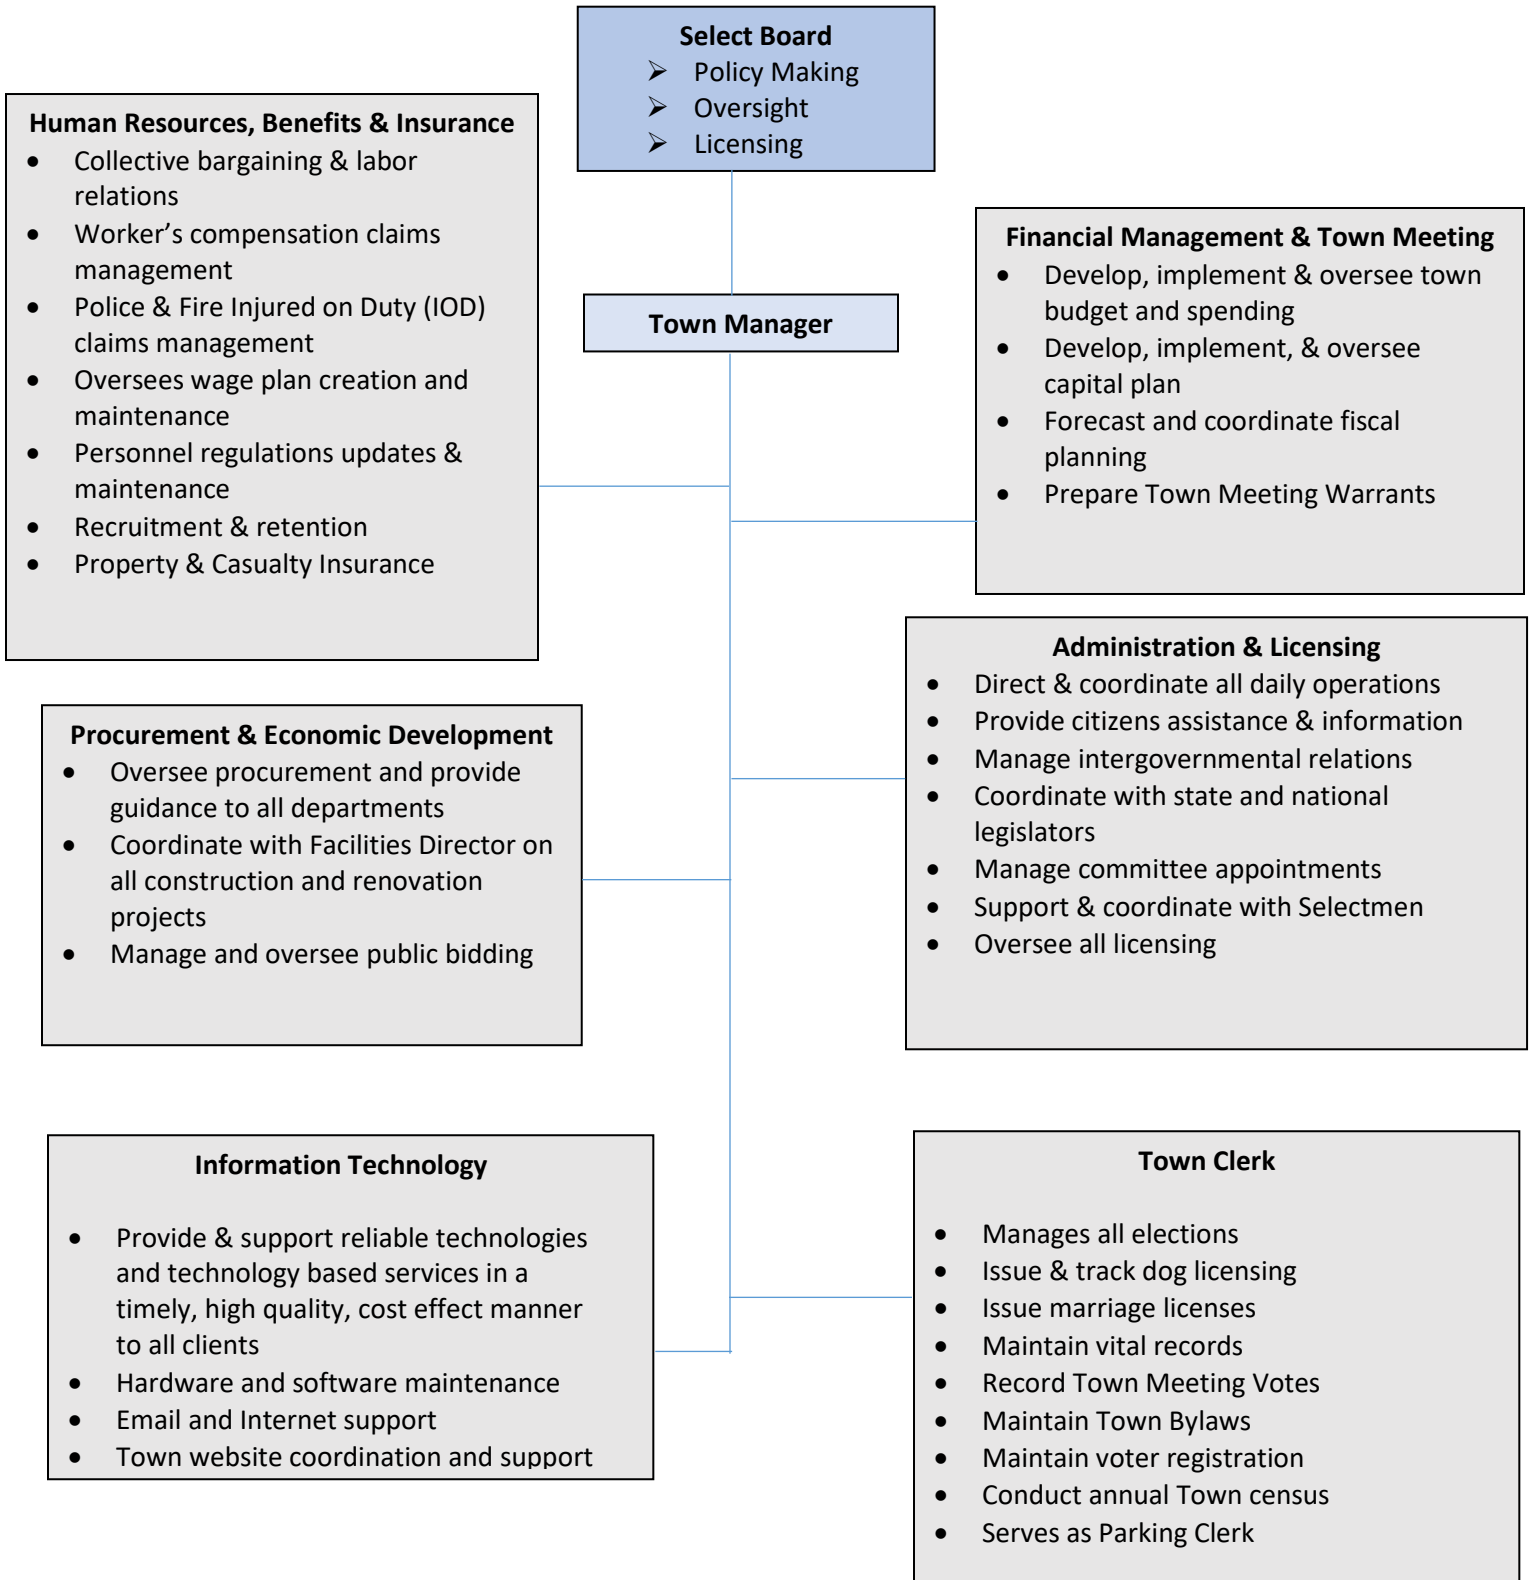 Select Board
➢ Policy Making
➢ Oversight
➢ Licensing
Human Resources, Benefits & Insurance
• Collective bargaining & labor
relations
• Worker’s compensation claims
management
• Police & Fire Injured on Duty (IOD)
claims management
• Oversees wage plan creation and
maintenance
• Personnel regulations updates &
maintenance
• Recruitment & retention
• Property & Casualty Insurance
Town Manager
Financial Management & Town Meeting
• Develop, implement & oversee town
budget and spending
• Develop, implement, & oversee
capital plan
• Forecast and coordinate fiscal
planning
• Prepare Town Meeting Warrants
Administration & Licensing
• Direct & coordinate all daily operations
• Provide citizens assistance & information
• Manage intergovernmental relations
• Coordinate with state and national
legislators
• Manage committee appointments
• Support & coordinate with Selectmen
• Oversee all licensing
Procurement & Economic Development
• Oversee procurement and provide
guidance to all departments
• Coordinate with Facilities Director on
all construction and renovation
projects
• Manage and oversee public bidding
Information Technology
• Provide & support reliable technologies
and technology based services in a
timely, high quality, cost effect manner
to all clients
• Hardware and software maintenance
• Email and Internet support
• Town website coordination and support
Town Clerk
• Manages all elections
• Issue & track dog licensing
• Issue marriage licenses
• Maintain vital records
• Record Town Meeting Votes
• Maintain Town Bylaws
• Maintain voter registration
• Conduct annual Town census
• Serves as Parking Clerk